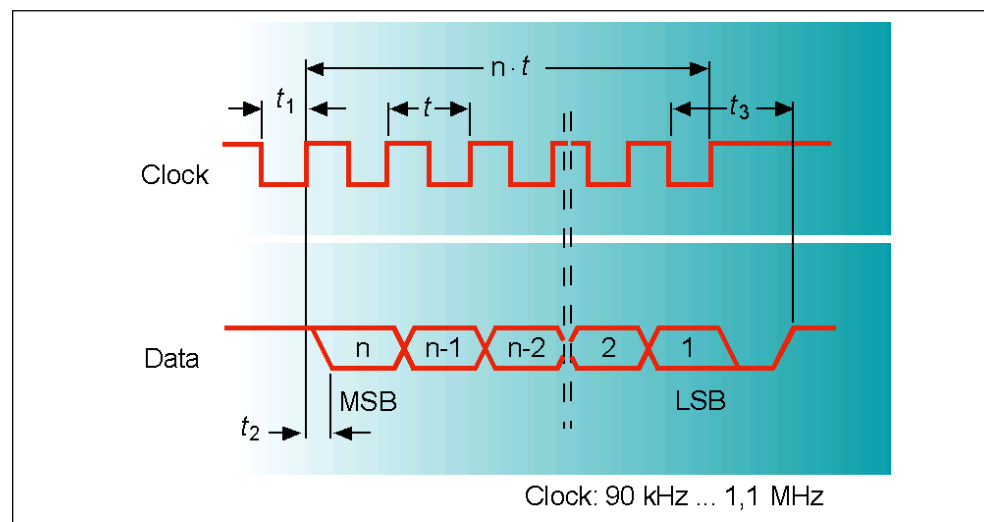 n · t
t1
t
t3
Clock
Data
n
n-1
n-2
2
1
MSB
LSB
t2
Clock: 90 kHz ... 1,1 MHz